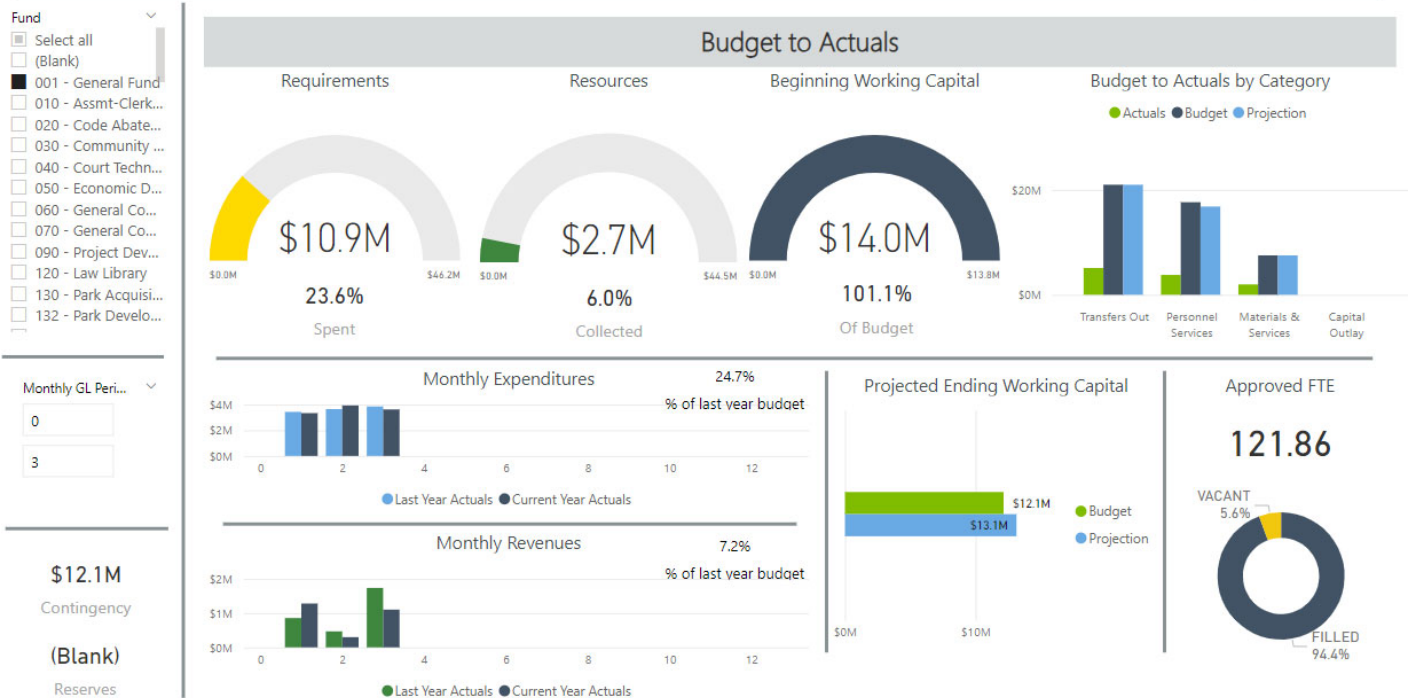 Fund
Select all
(Blank)
001 - General Fund
010 - Assmt-Clerk...
020 - Code Abate...
030 - Community ...
040 - Court Techn...
050 - Economic D...
060 - General Co...
070 - General Co...
090 - Project Dev...
120 - Law Library
130 - Park Acquisi...
132 - Park Develo...
Monthly GL Peri...
0
3
$12.1M
Contingency
(Blank)
Reserves
Budget to Actuals
Requirements
$10.9M
$0.0M
$46.2M
23.6%
Spent
Resources
$2.7M
$0.0M
$44.5M
6.0%
Collected
Beginning Working Capital
$14.0M
$0.0M
$13.8M
101.1%
Of Budget
Budget to Actuals by Category
Actuals Budget Projection
$20M
$0M
Transfers Out
Personnel
Services
Materials &
Services
Capital
Outlay
Monthly Expenditures
24.7%
% of last year budget
$4M
$2M
$0M
0 2 4 6 8 10 12
Last Year Actuals Current Year Actuals
Monthly Revenues
7.2%
% of last year budget
$2M
$1M
$0M
0 2 4 6 8 10 12
Last Year Actuals Current Year Actuals
Projected Ending Working Capital
$12.1M
$13.1M
Budget
Projection
$0M
$10M
Approved FTE
121.86
VACANT
5.6%
FILLED
94.4%